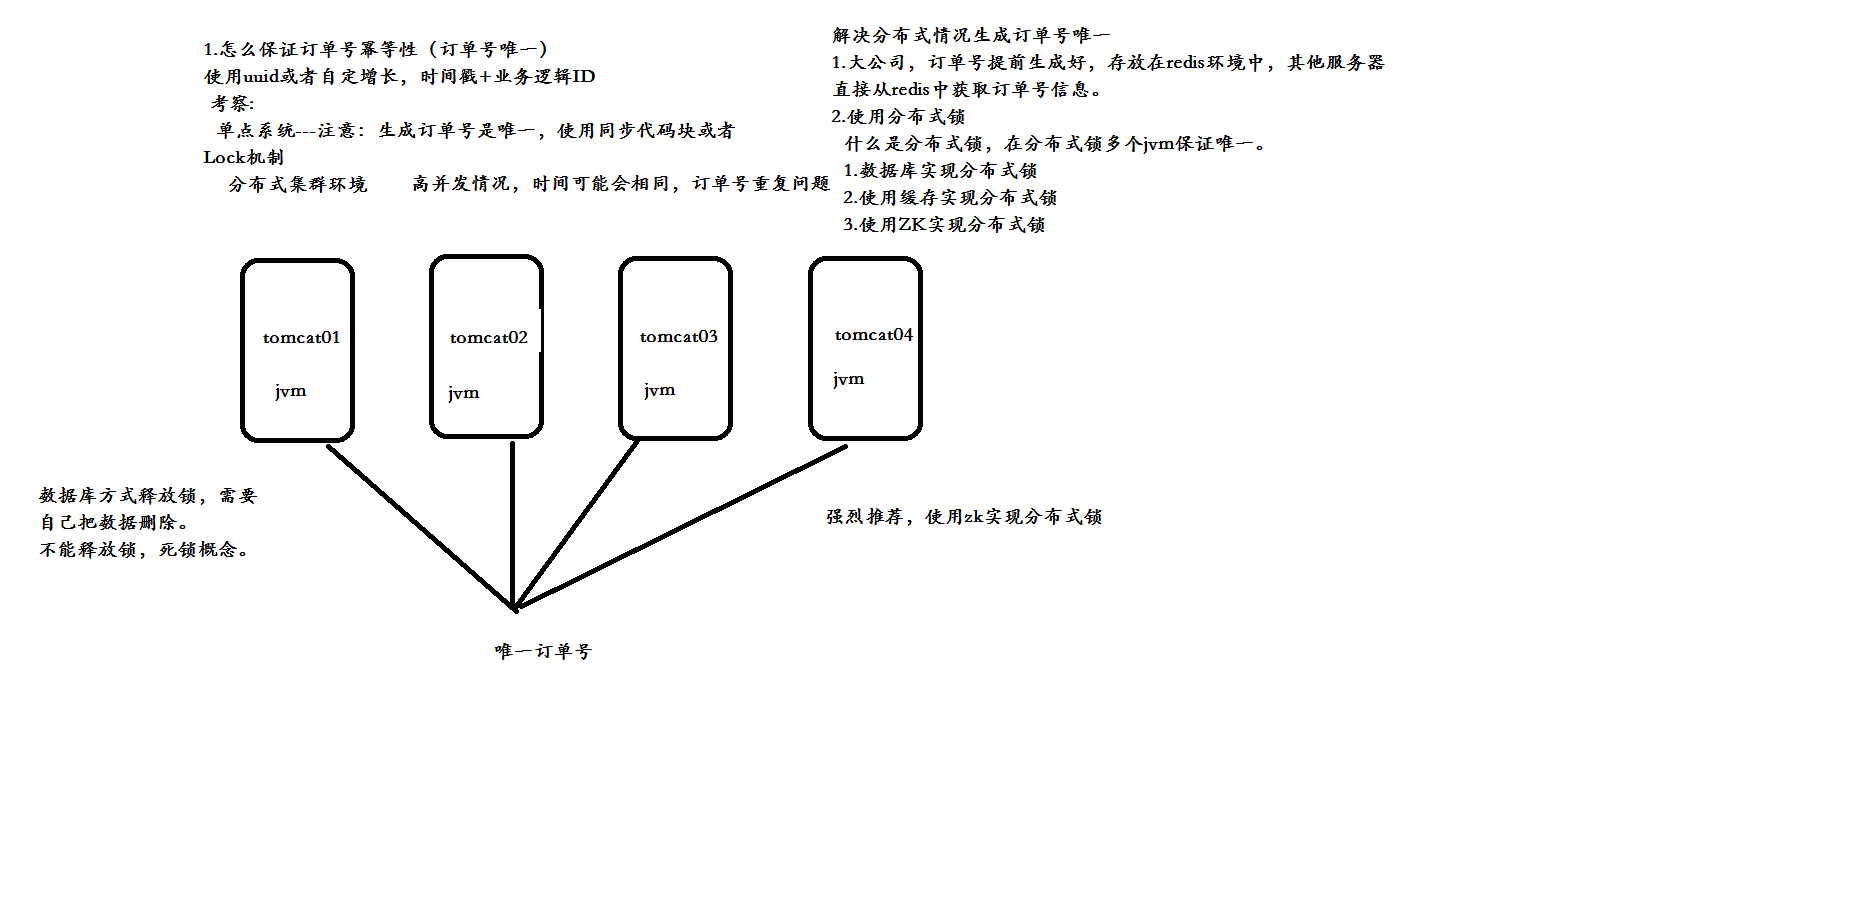 1.怎么保证订单号幂等性（订单号唯一）
使用uuid或者自定增长，时间戳+业务逻辑ID
考察:
单点系统---注意：生成订单号是唯一，使用同步代码块或者
Lock机制
分布式集群环境 高并发情况，时间可能会相同，订单号重复问题
解决分布式情况生成订单号唯一
1.大公司，订单号提前生成好，存放在redis环境中，其他服务器
直接从redis中获取订单号信息。
2.使用分布式锁
什么是分布式锁，在分布式锁多个jvm保证唯一。
1.数据库实现分布式锁
2.使用缓存实现分布式锁
3.使用ZK实现分布式锁
tomcat01
jvm
tomcat02
jvm
tomcat03
jvm
tomcat04
jvm
数据库方式释放锁，需要
自己把数据删除。
不能释放锁，死锁概念。
强烈推荐，使用zk实现分布式锁
唯一订单号